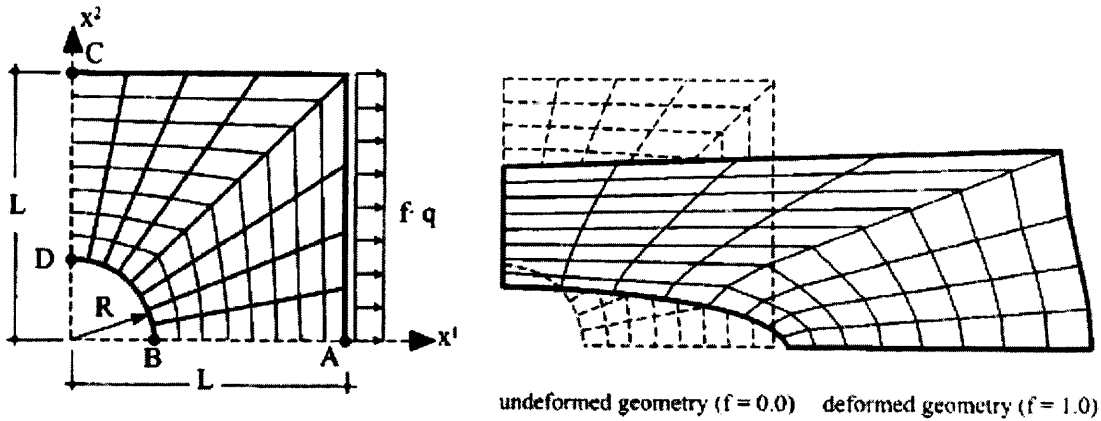 x²
C
L
D
R
B
A
x¹
L
f· q
undeformed geometry (f = 0.0) deformed geometry (f = 1.0)